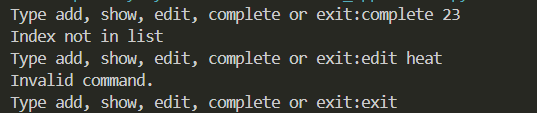 Type add, show, edit, complete or exit:complete 23
Index not in list
Type add, show, edit, complete or exit:edit heat
Invalid command.
Type add, show, edit, complete or exit:exit